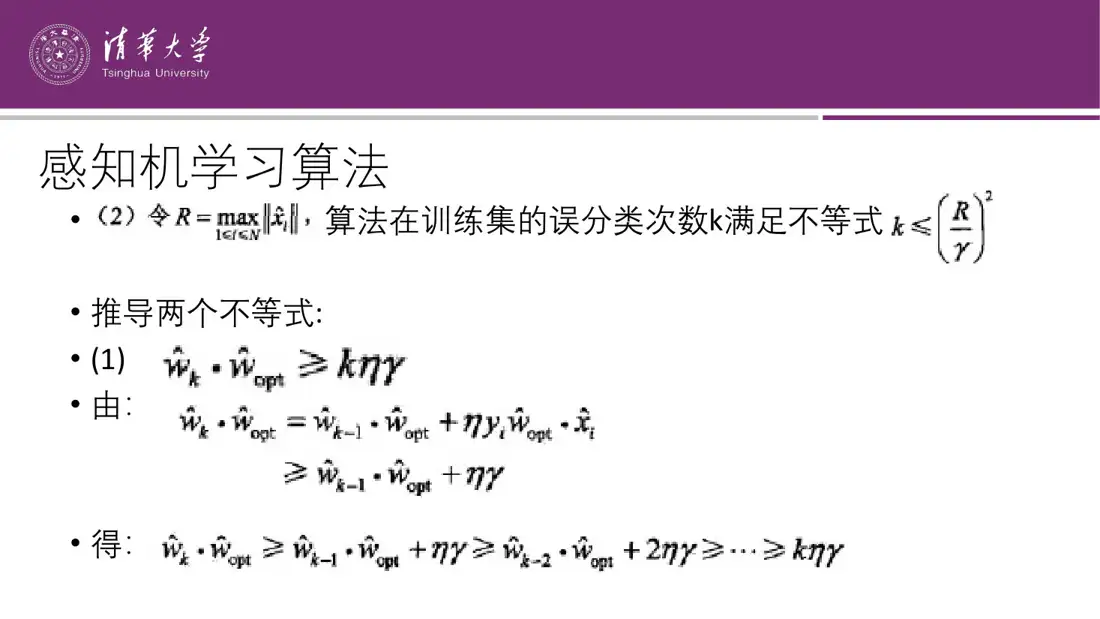 清华大学
Tsinghua University
感知机学习算法
• (2) 令 R = max_{1≤i≤N} ‖x̂_i‖, 算法在训练集的误分类次数k满足不等式 k ≤ (R/γ)²
• 推导两个不等式:
• (1) ŵ_k · ŵ_opt ≥ kηγ
• 由: ŵ_k · ŵ_opt = ŵ_{k-1} · ŵ_opt + ηy_i ŵ_opt · x̂_i
≥ ŵ_{k-1} · ŵ_opt + ηγ
• 得: ŵ_k · ŵ_opt ≥ ŵ_{k-1} · ŵ_opt + ηγ ≥ ŵ_{k-2} · ŵ_opt + 2ηγ ≥ ⋯ ≥ kηγ